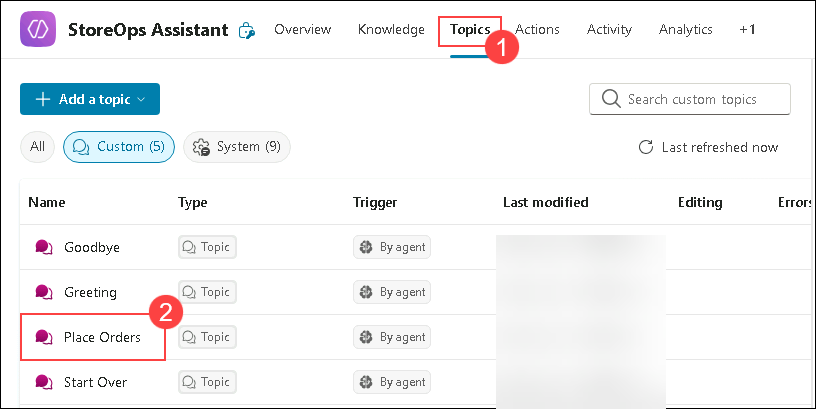 StoreOps Assistant Overview Knowledge Topics Actions Activity Analytics +1
1
Add a topic
Search custom topics
All Custom (5) System (9)
Last refreshed now
Name Type Trigger Last modified Editing Errors
Goodbye Topic By agent
Greeting Topic By agent
2
Place Orders Topic By agent
Start Over Topic By agent